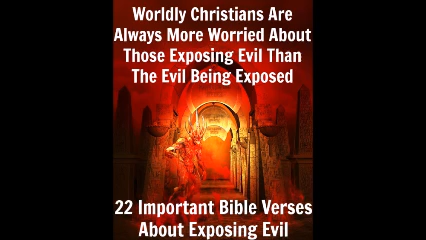 Worldly Christians Are
Always More Worried About
Those Exposing Evil Than
The Evil Being Exposed
22 Important Bible Verses
About Exposing Evil